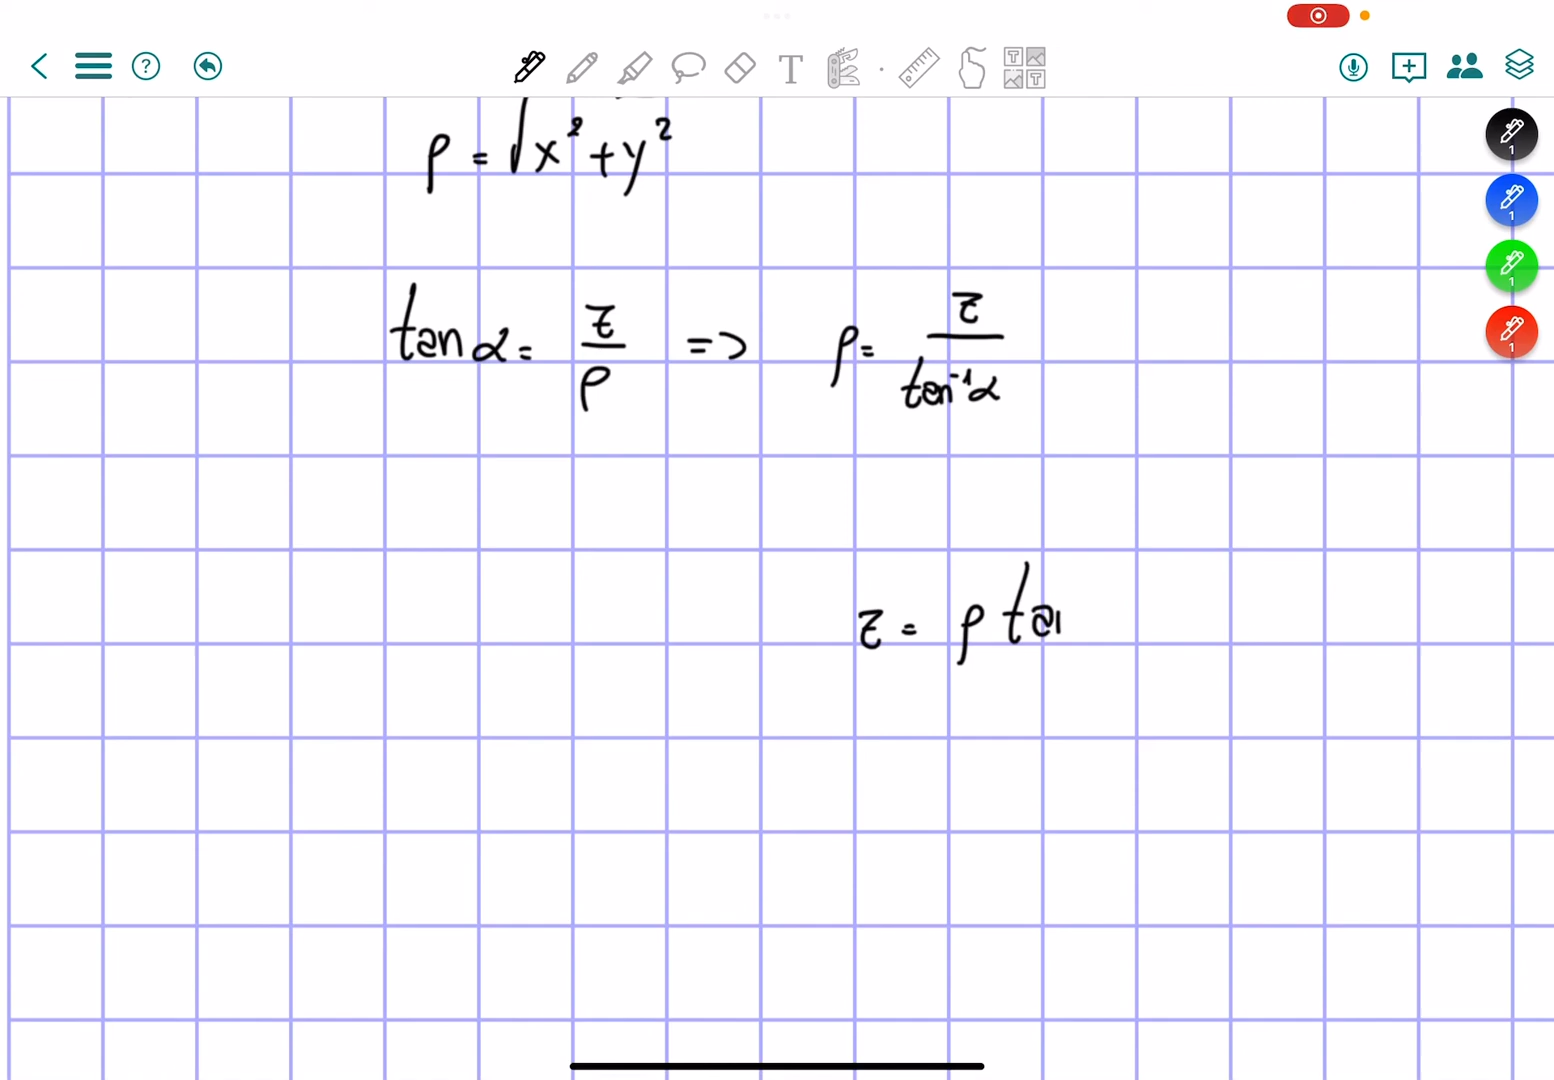 ρ = √x² + y²
tan α = z/ρ => ρ = z/tan⁻¹α
z = ρ tan